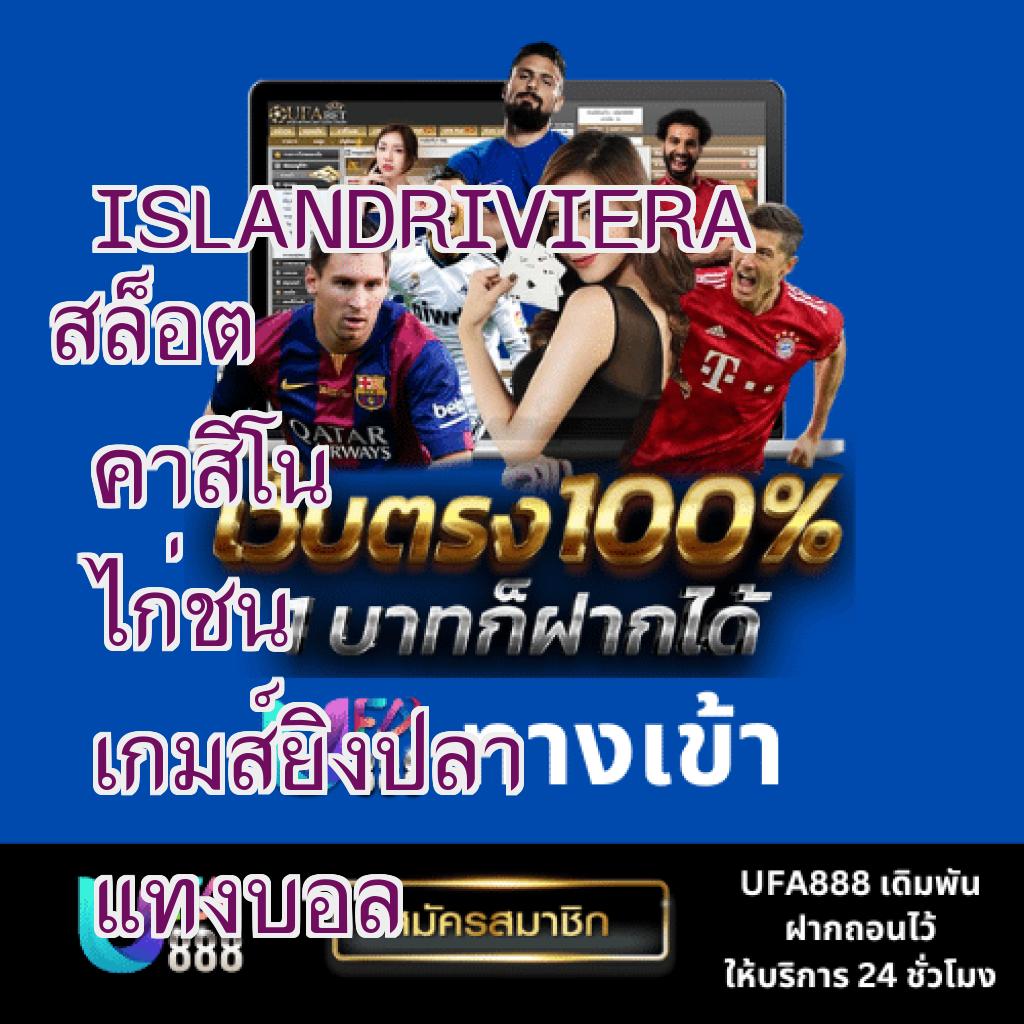 UFABET
ISLANDRIVIERA
สล็อต
QATAR
คาสิโน
เว็บตรง100%
ไก่ชน
1 บาทก็ฝากได้
เกมส์ยิงปลา
ทางเข้า
แทงบอล
888
สมัครสมาชิก
UFA888 เดิมพัน
ฝากถอนไว้
ให้บริการ 24 ชั่วโมง